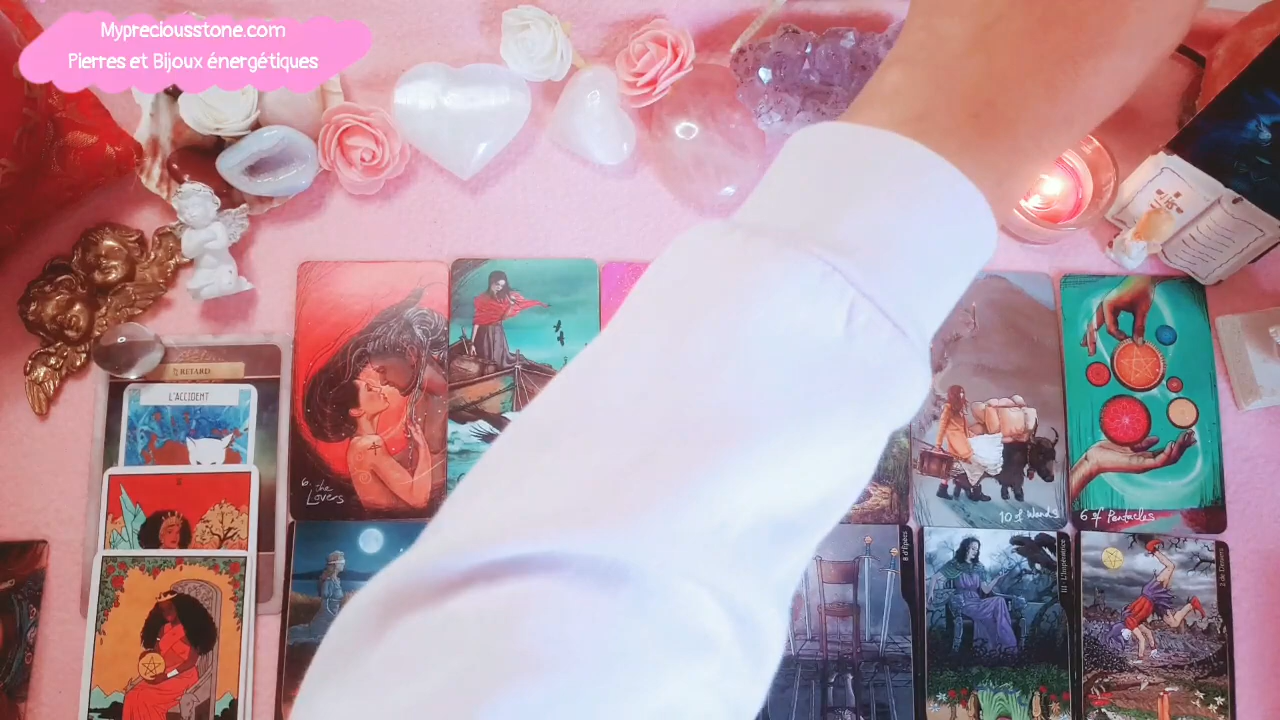 Mypreciousstone.com
Pierres et Bijoux énergétiques
RETARD
L'ACCIDENT
6. the
Lovers
10 of Wands
6 of Pentacles
8 d'Épées
III - L'Impératrice
2 de Deniers